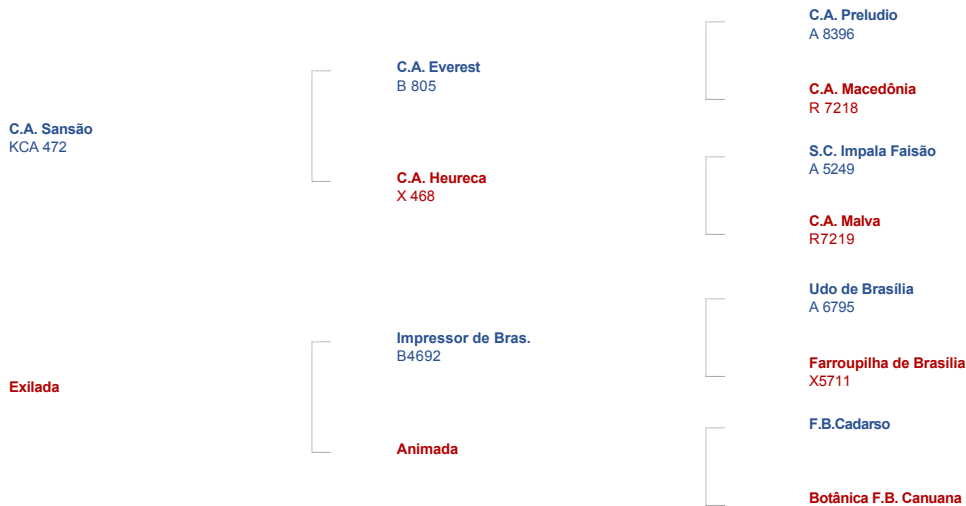 C.A. Sansão
KCA 472
Exilada
C.A. Everest
B 805
C.A. Heureca
X 468
Impressor de Bras.
B4692
Animada
C.A. Preludio
A 8396
C.A. Macedônia
R 7218
S.C. Impala Faisão
A 5249
C.A. Malva
R7219
Udo de Brasília
A 6795
Farroupilha de Brasília
X5711
F.B.Cadarso
Botânica F.B. Canuana